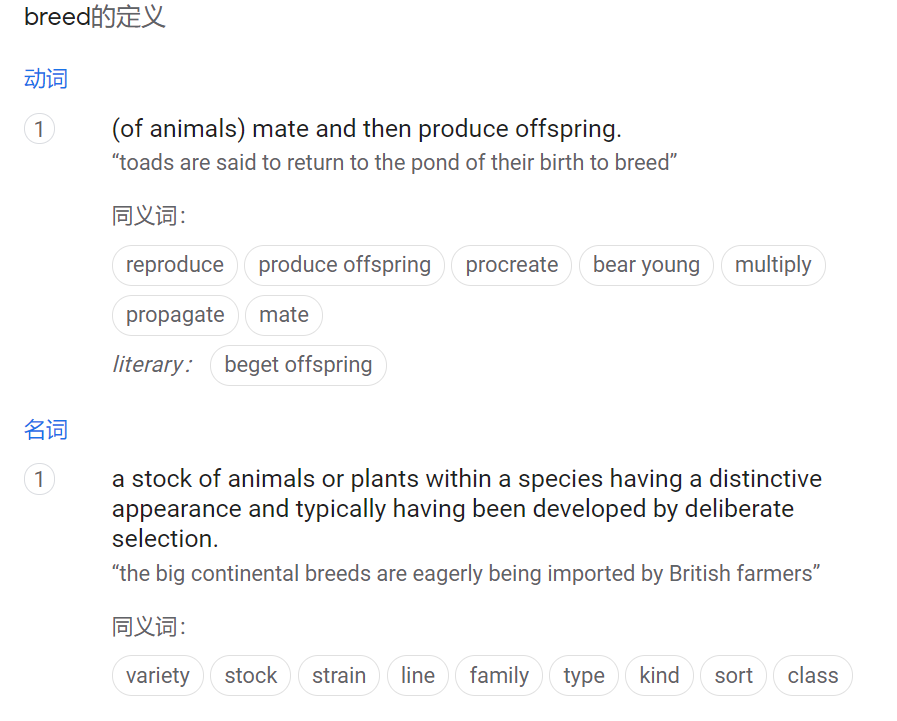 breed的定义
动词
1
(of animals) mate and then produce offspring.
“toads are said to return to the pond of their birth to breed”
同义词：
reproduce produce offspring procreate bear young multiply
propagate mate
literary： beget offspring
名词
1
a stock of animals or plants within a species having a distinctive
appearance and typically having been developed by deliberate
selection.
“the big continental breeds are eagerly being imported by British farmers”
同义词：
variety stock strain line family type kind sort class